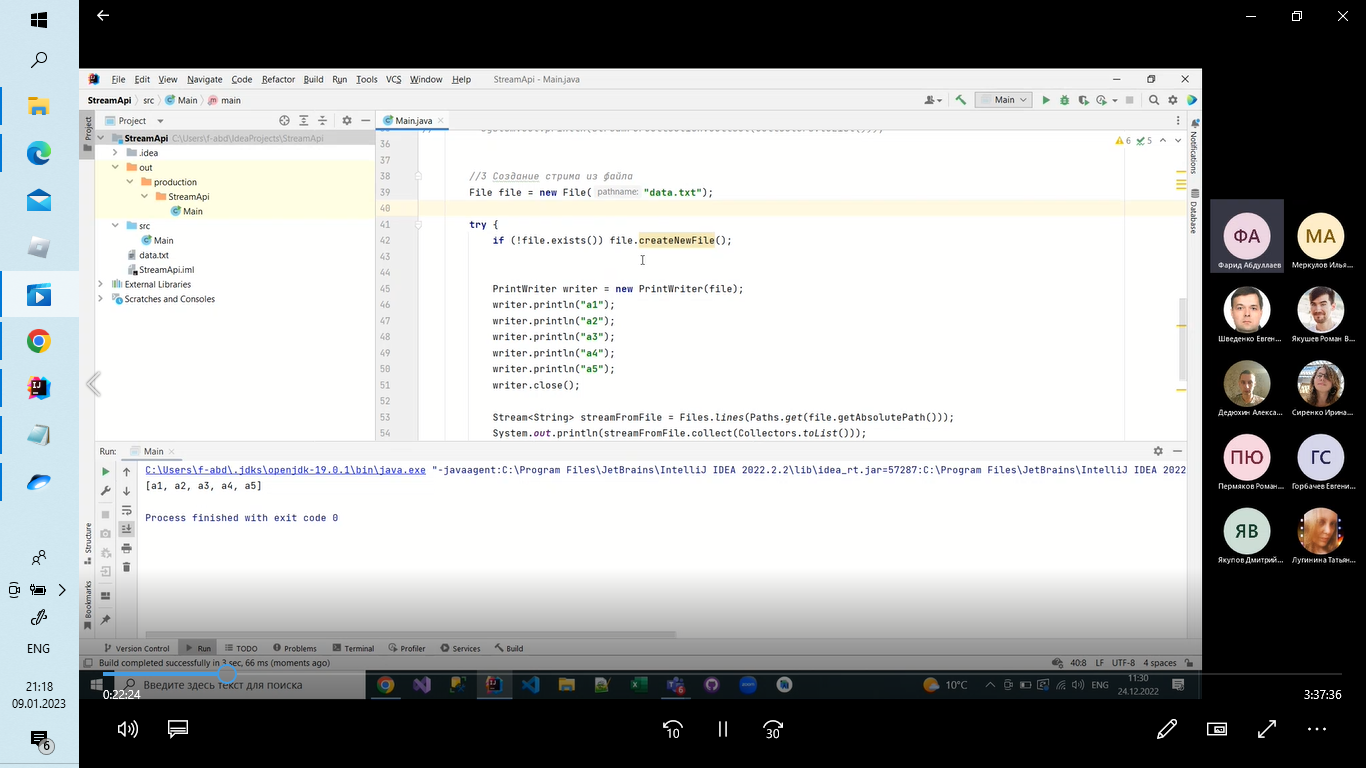 File Edit View Navigate Code Refactor Build Run Tools VCS Window Help StreamApi - Main.java
StreamApi src Main main
Main
Project
Main.java
Project
StreamApi C:\Users\f-abd\IdeaProjects\StreamApi
.idea
out
production
StreamApi
Main
src
Main
data.txt
StreamApi.iml
External Libraries
Scratches and Consoles
6 5
36
37
38 //3 Создание стрима из файла
39 File file = new File( pathname: "data.txt");
40
41 try {
42 if (!file.exists()) file.createNewFile();
43
44
45 PrintWriter writer = new PrintWriter(file);
46 writer.println("a1");
47 writer.println("a2");
48 writer.println("a3");
49 writer.println("a4");
50 writer.println("a5");
51 writer.close();
52
53 Stream<String> streamFromFile = Files.lines(Paths.get(file.getAbsolutePath()));
54 System.out.println(streamFromFile.collect(Collectors.toList()));
Notifications
Database
Run: Main
C:\Users\f-abd\.jdks\openjdk-19.0.1\bin\java.exe "-javaagent:C:\Program Files\JetBrains\IntelliJ IDEA 2022.2.2\lib\idea_rt.jar=57287:C:\Program Files\JetBrains\IntelliJ IDEA 2022
[a1, a2, a3, a4, a5]
Process finished with exit code 0
Structure
Bookmarks
Version Control Run TODO Problems Terminal Profiler Services Build
Build completed successfully in 3 sec, 66 ms (moments ago)
40:8 LF UTF-8 4 spaces
Введите здесь текст для поиска
10°C
ENG
11:30
24.12.2022
0:22:24
3:37:36
10
30
ФА
Фарид Абдуллаев
МА
Меркулов Илья...
Шведенко Евген...
Якушев Роман В...
Дедюхин Алекса...
Сиренко Ирина...
ПЮ
Пермяков Роман...
ГС
Горбачев Евгени...
ЯВ
Якупов Дмитрий...
Лугинина Татьян...
ENG
21:18
09.01.2023
6